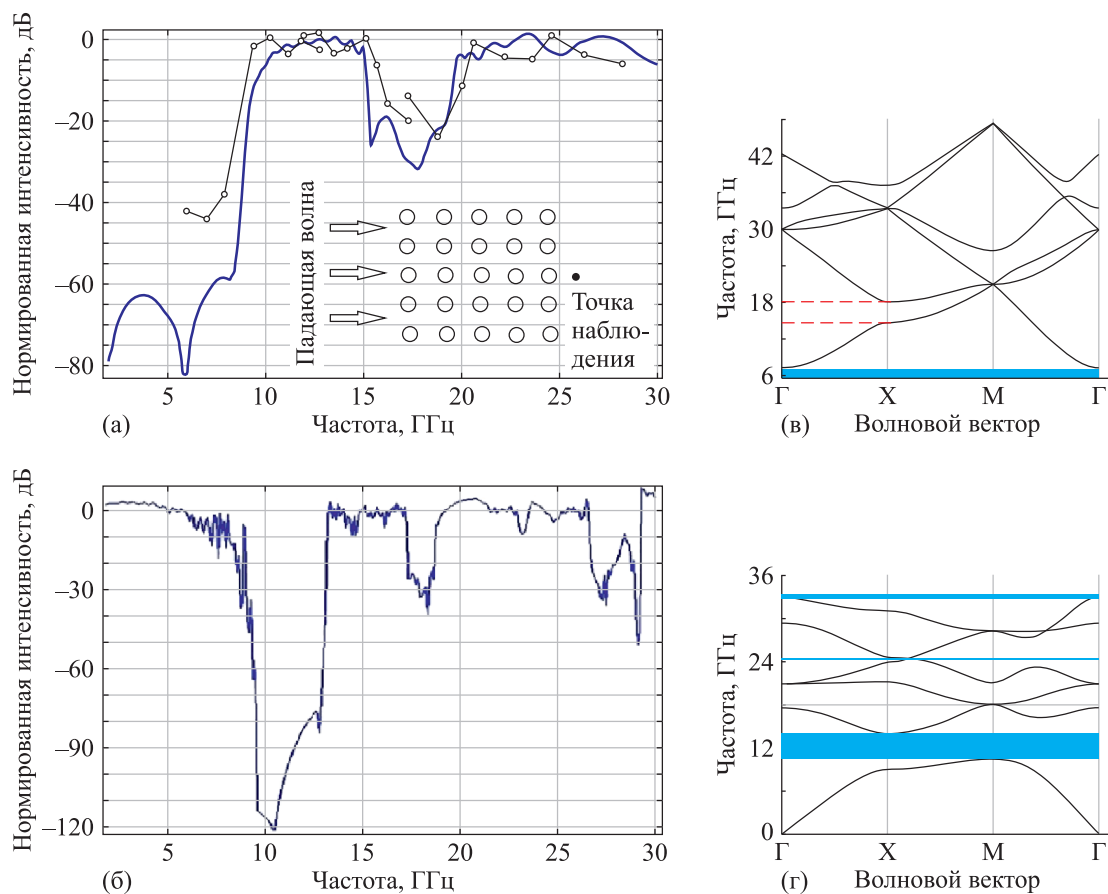 Нормированная интенсивность, дБ
0
–20
–40
–60
–80
Падающая волна
Точка
наблю-
дения
5
10
15
20
25
30
(а)
Частота, ГГц
Частота, ГГц
42
30
18
6
Γ
X
M
Γ
(в)
Волновой вектор
Нормированная интенсивность, дБ
0
–30
–60
–90
–120
5
10
15
20
25
30
(б)
Частота, ГГц
Частота, ГГц
36
24
12
0
Γ
X
M
Γ
(г)
Волновой вектор